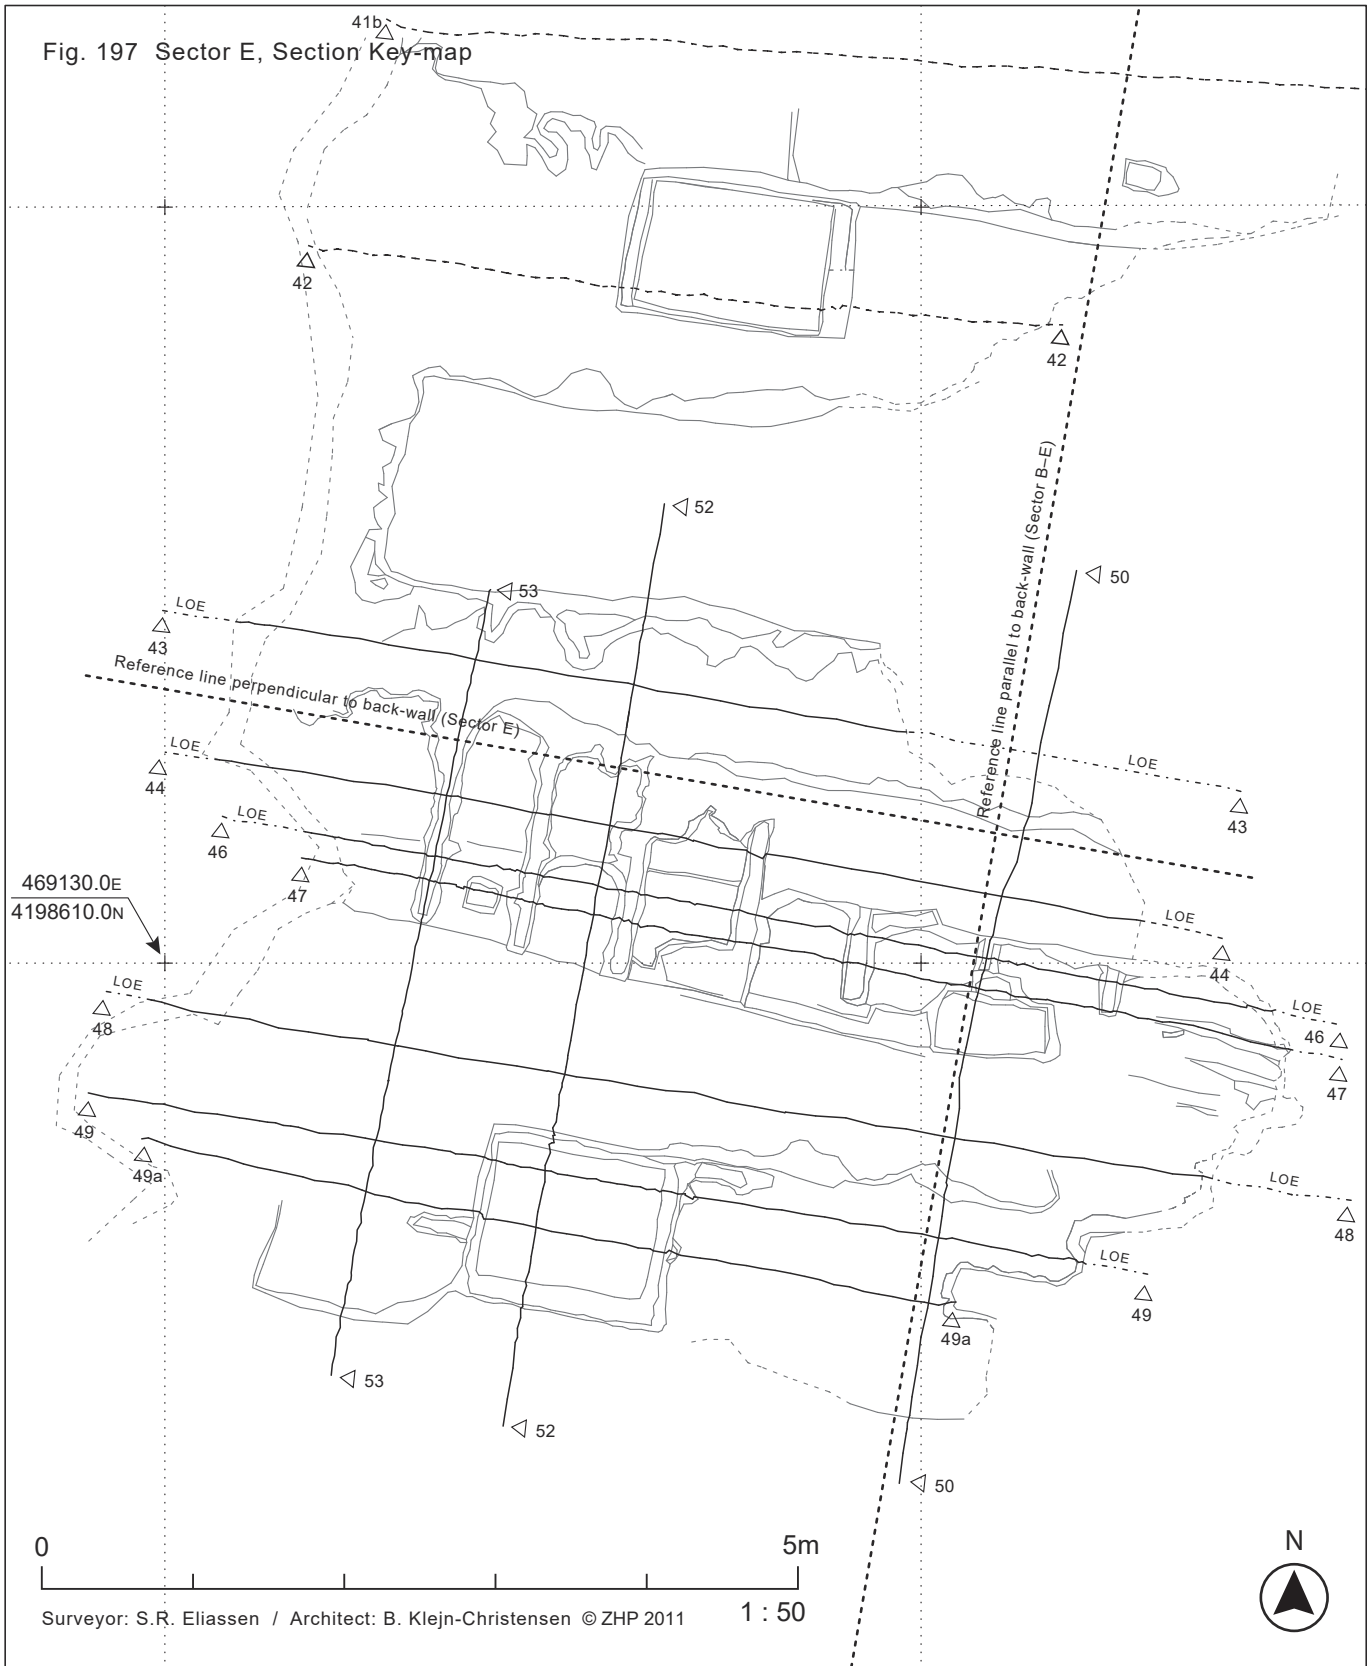 41b
Fig. 197 Sector E, Section Key-map
42
42
Reference line parallel to back-wall (Sector B–E)
52
50
53
LOE
43
Reference line perpendicular to back-wall (Sector E)
LOE
44
LOE
43
LOE
46
47
469130.0E
4198610.0N
LOE
44
LOE
48
LOE
46
47
49
49a
LOE
48
LOE
49
49a
53
52
50
0
5m
N
Surveyor: S.R. Eliassen / Architect: B. Klejn-Christensen © ZHP 2011
1 : 50